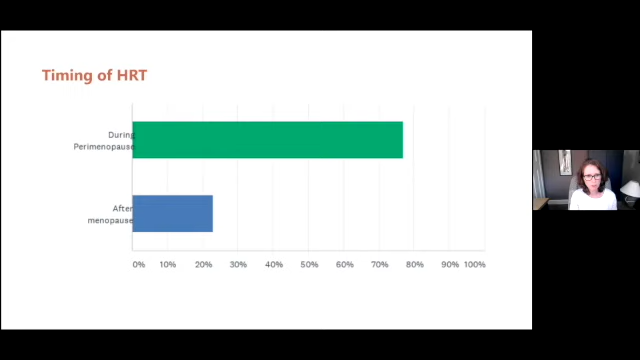 Timing of HRT
During
Perimenopause
After
menopause
0% 10% 20% 30% 40% 50% 60% 70% 80% 90% 100%